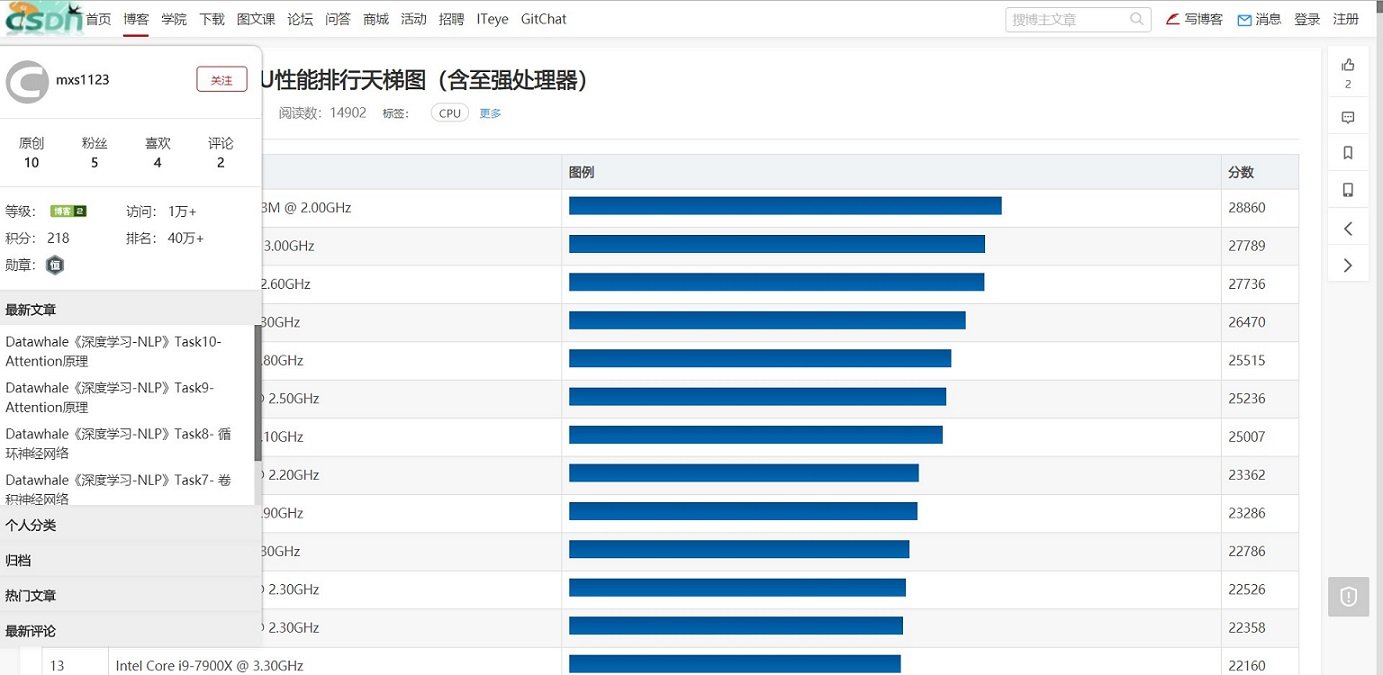 CSDN 首页 博客 学院 下载 图文课 论坛 问答 商城 活动 招聘 ITeye GitChat 搜博主文章 写博客 消息 登录 注册
mxs1123 关注
U性能排行天梯图（含至强处理器）
阅读数：14902 标签： CPU 更多
2
原创 粉丝 喜欢 评论
10 5 4 2
图例 分数
等级： 博客 2 访问： 1万+
积分： 218 排名： 40万+
勋章： 恒
最新文章
Datawhale《深度学习-NLP》Task10-
Attention原理
Datawhale《深度学习-NLP》Task9-
Attention原理
Datawhale《深度学习-NLP》Task8- 循
环神经网络
Datawhale《深度学习-NLP》Task7- 卷
积神经网络
个人分类
归档
热门文章
最新评论
3M @ 2.00GHz 28860
3.00GHz 27789
2.60GHz 27736
30GHz 26470
.80GHz 25515
2.50GHz 25236
.10GHz 25007
2.20GHz 23362
.90GHz 23286
30GHz 22786
2.30GHz 22526
2.30GHz 22358
13 Intel Core i9-7900X @ 3.30GHz 22160